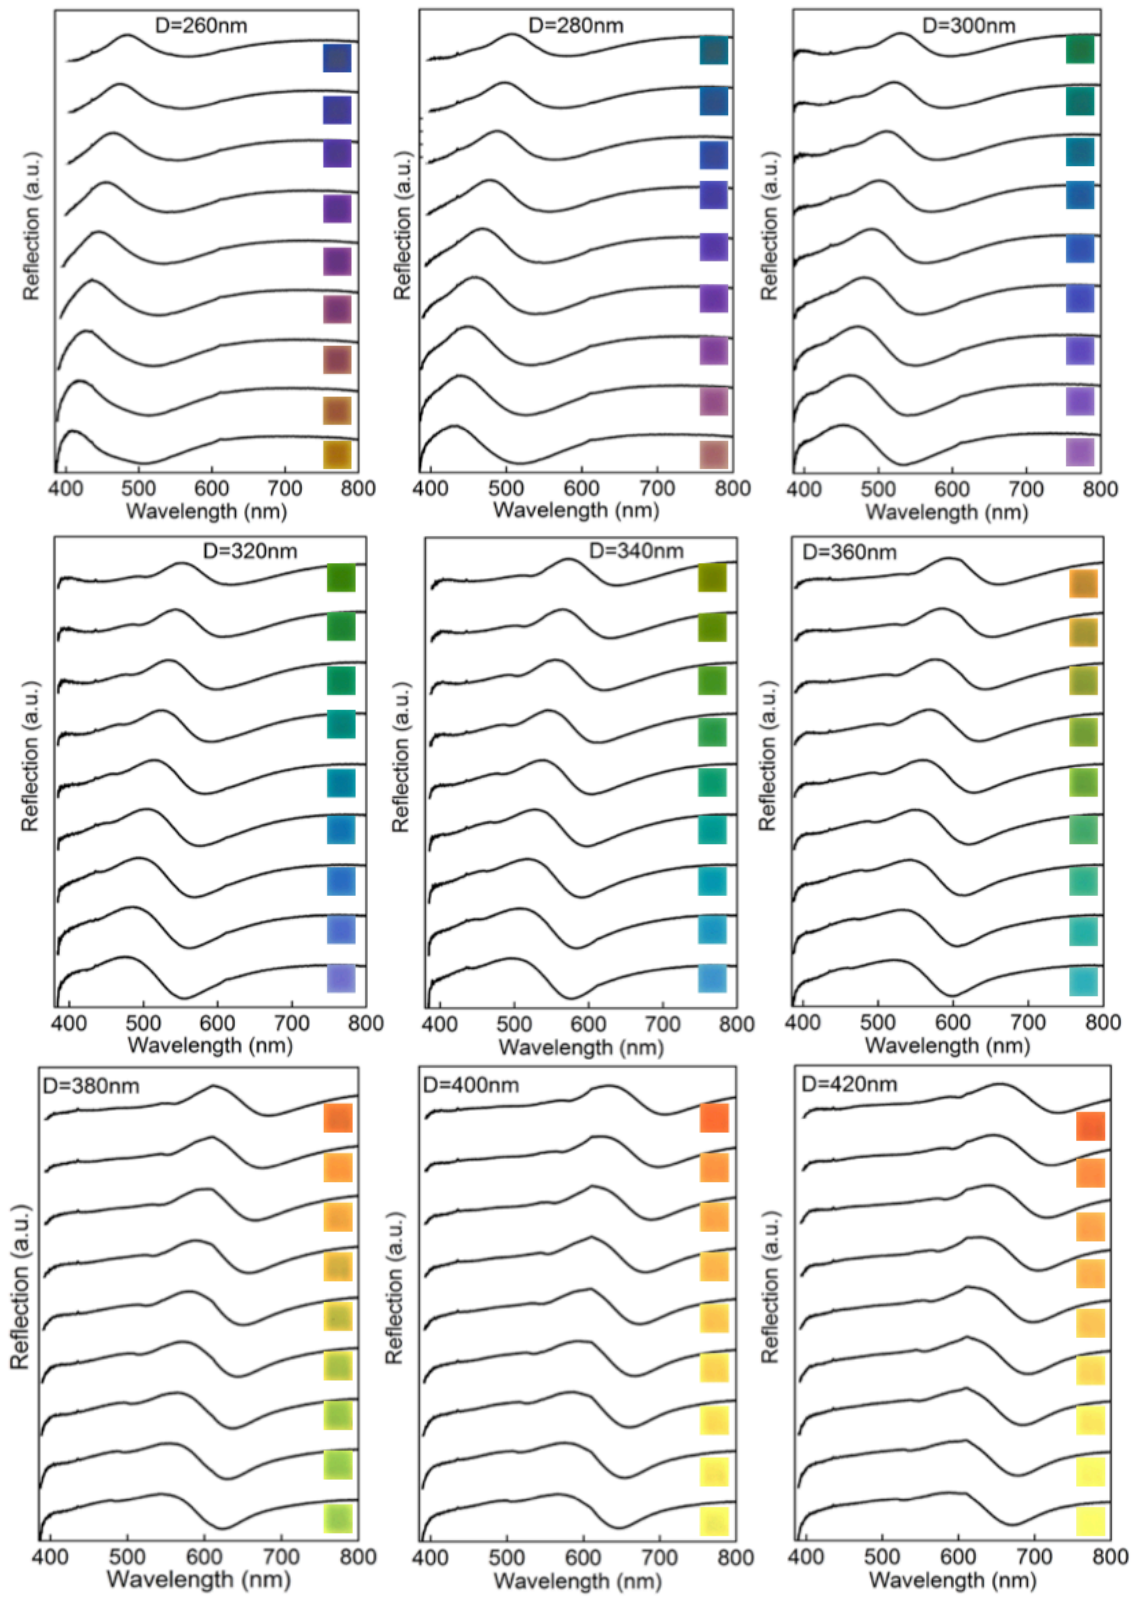 D=260nm
D=280nm
D=300nm
Reflection (a.u.)
Reflection (a.u.)
Reflection (a.u.)
400 500 600 700 800
400 500 600 700 800
400 500 600 700 800
Wavelength (nm)
Wavelength (nm)
Wavelength (nm)
D=320nm
D=340nm
D=360nm
Reflection (a.u.)
Reflection (a.u.)
Reflection (a.u.)
400 500 600 700 800
400 500 600 700 800
400 500 600 700 800
Wavelength (nm)
Wavelength (nm)
Wavelength (nm)
D=380nm
D=400nm
D=420nm
Reflection (a.u.)
Reflection (a.u.)
Reflection (a.u.)
400 500 600 700 800
400 500 600 700 800
400 500 600 700 800
Wavelength (nm)
Wavelength (nm)
Wavelength (nm)